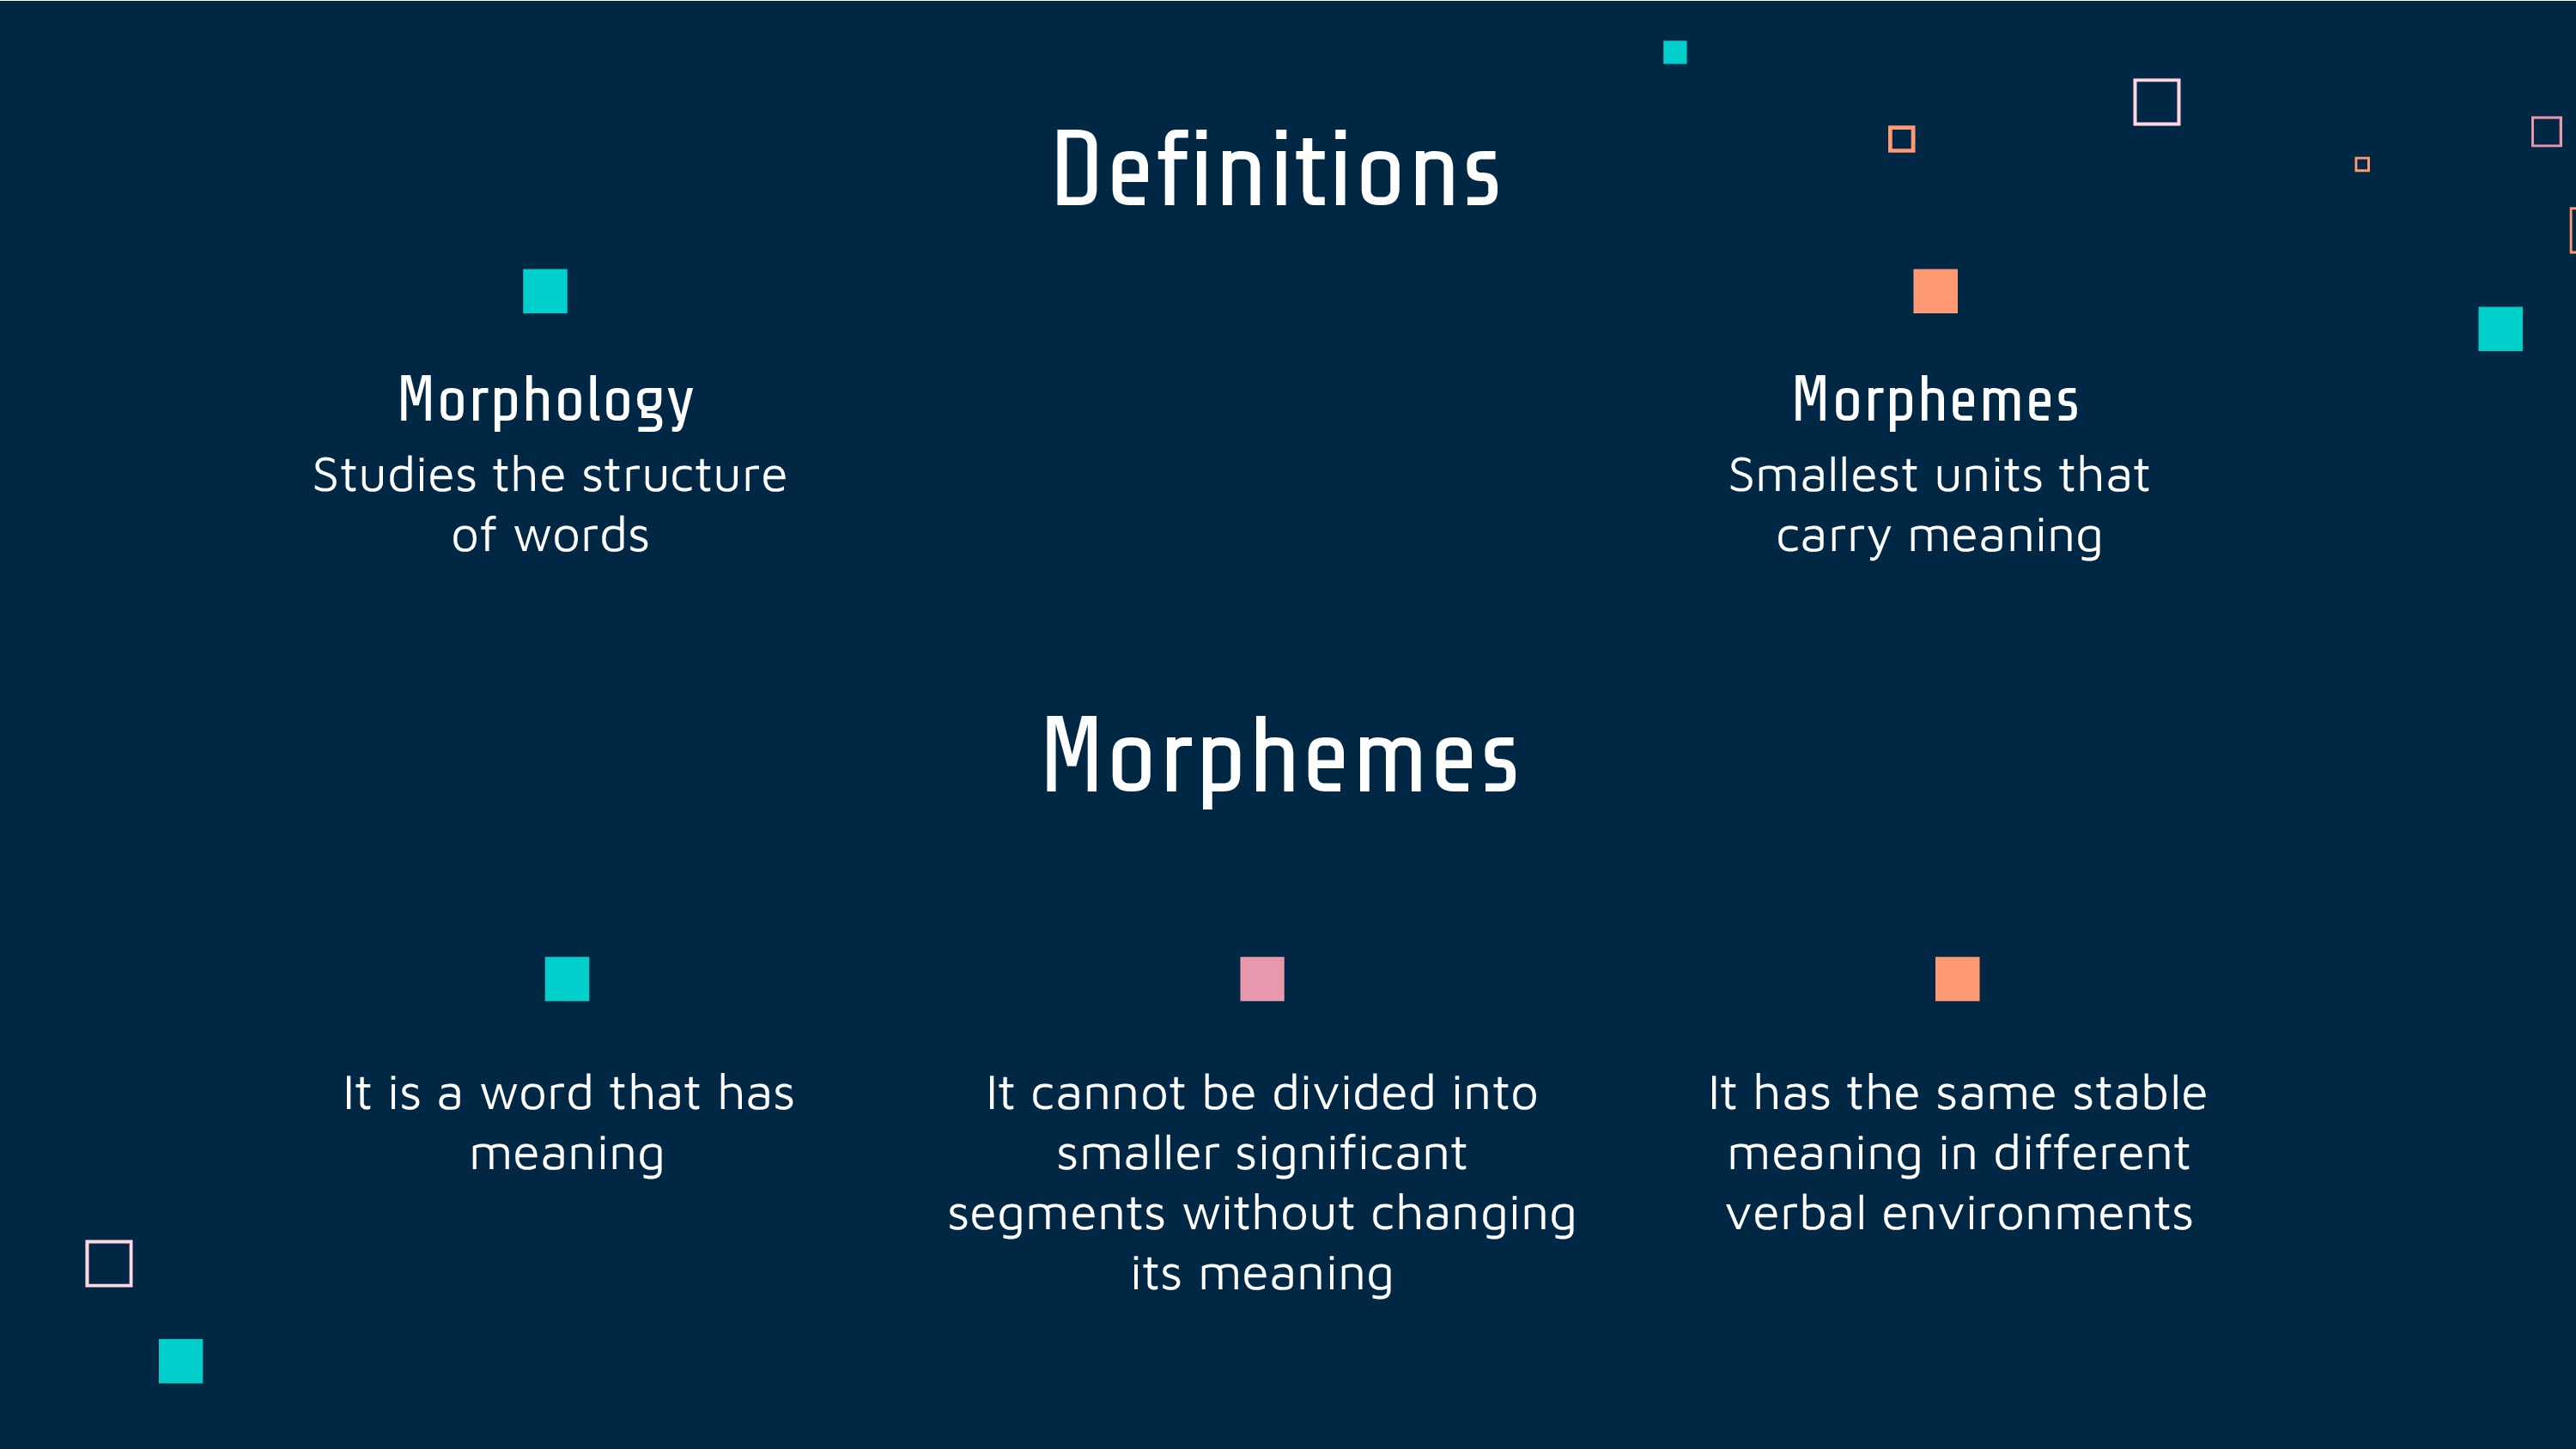 Definitions
Morphology
Studies the structure
of words
Morphemes
Smallest units that
carry meaning
Morphemes
It is a word that has
meaning
It cannot be divided into
smaller significant
segments without changing
its meaning
It has the same stable
meaning in different
verbal environments